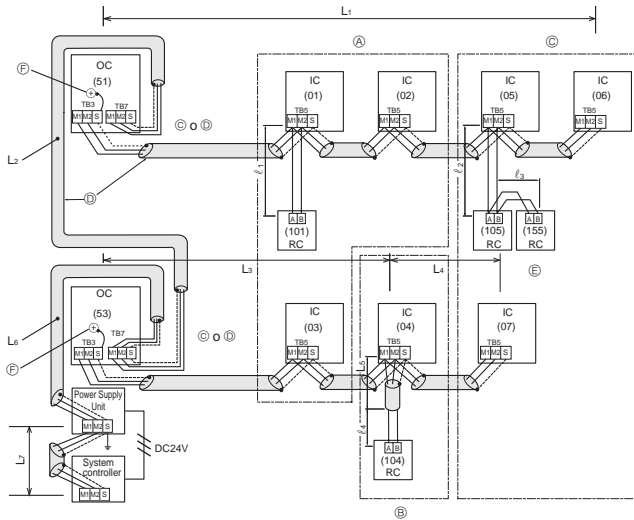 L1
A
C
F
OC
(51)
TB3
TB7
M1 M2 S
M1 M2 S
C o D
IC
(01)
TB5
M1 M2 S
IC
(02)
TB5
M1 M2 S
IC
(05)
TB5
M1 M2 S
IC
(06)
TB5
M1 M2 S
L2
D
ℓ1
ℓ2
ℓ3
A B
(101)
RC
A B
(105)
RC
A B
(155)
RC
E
L3
L4
OC
(53)
F
TB3
TB7
M1 M2 S
M1 M2 S
C o D
IC
(03)
TB5
M1 M2 S
IC
(04)
TB5
M1 M2 S
IC
(07)
TB5
M1 M2 S
L6
L5
ℓ4
A B
(104)
RC
B
Power Supply
Unit
M1 M2 S
DC24V
L7
System
controller
M1 M2 S